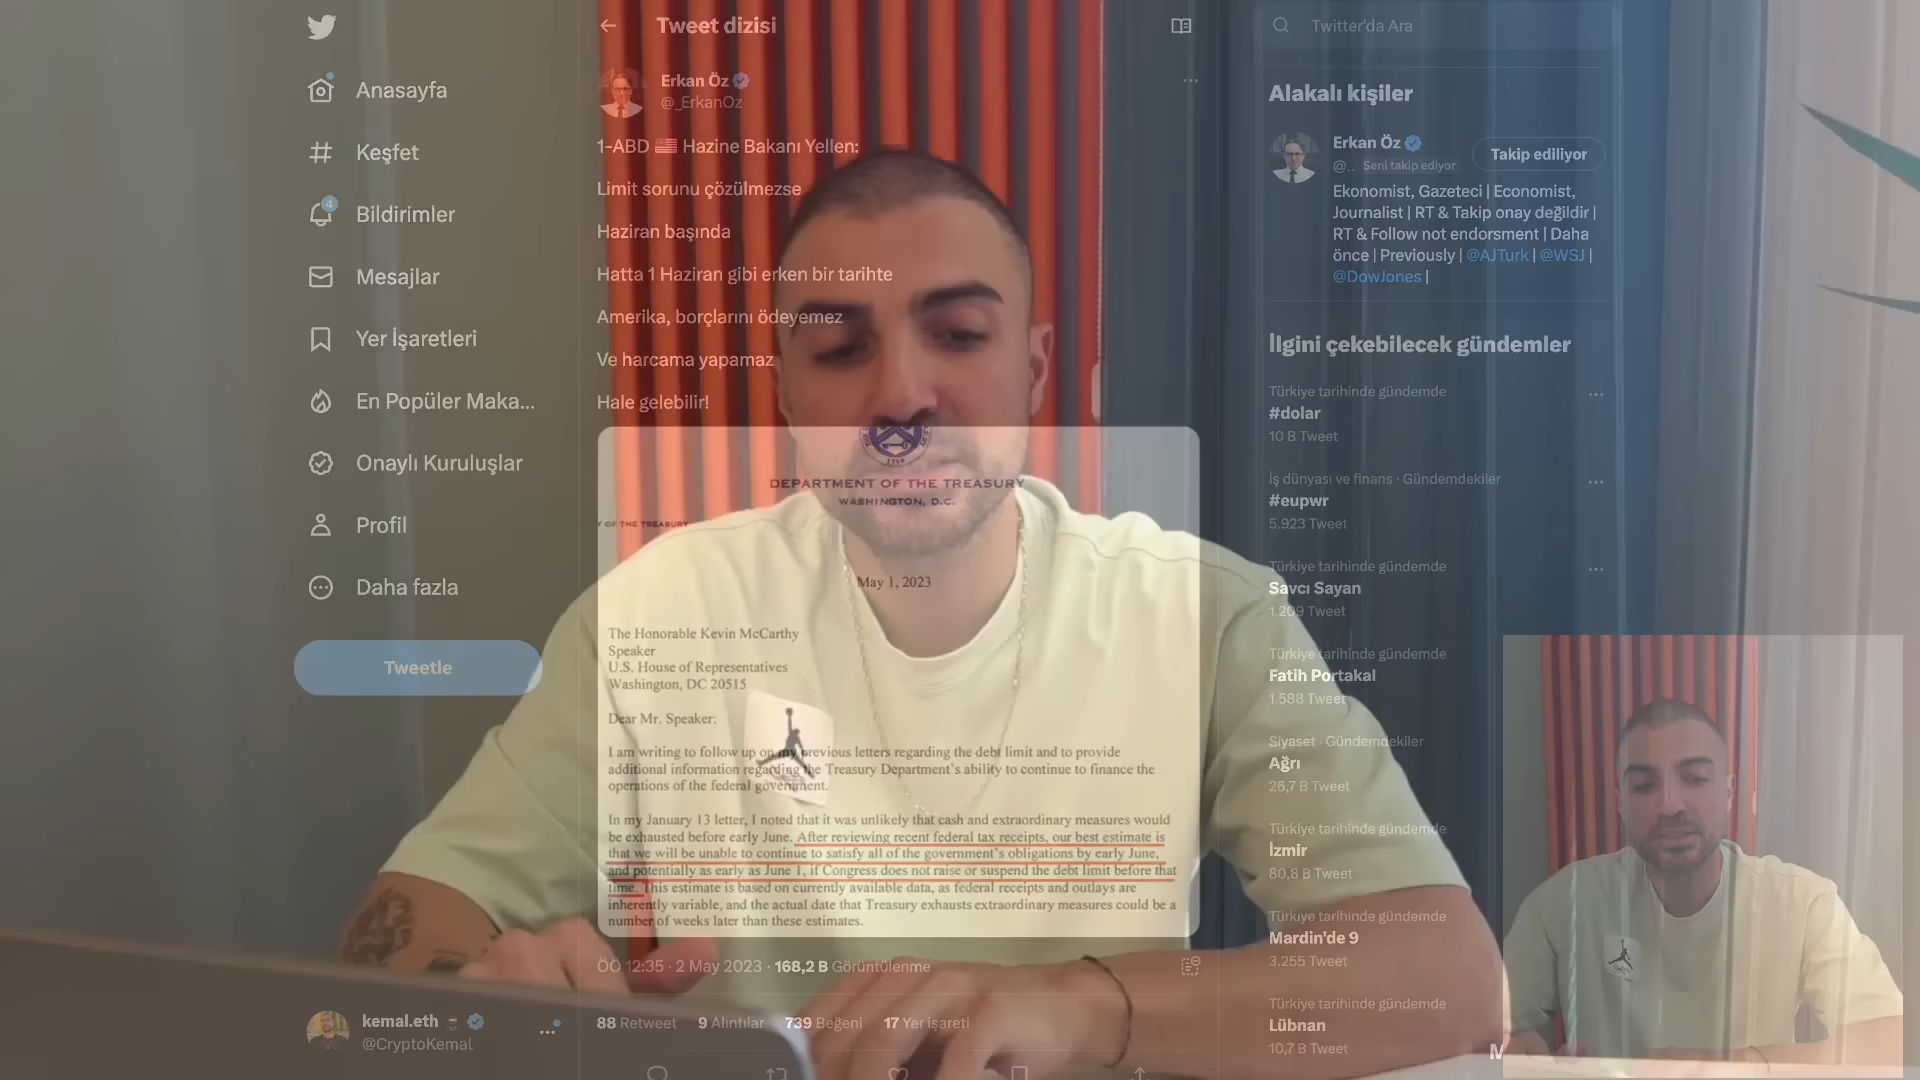 Tweet dizisi
Twitter'da Ara
Anasayfa
Keşfet
4
Bildirimler
Mesajlar
Yer İşaretleri
En Popüler Maka...
Onaylı Kuruluşlar
Profil
Daha fazla
Tweetle
kemal.eth
@CryptoKemal
Erkan Öz
@_ErkanOz
1-ABD 🇺🇸 Hazine Bakanı Yellen:
Limit sorunu çözülmezse
Haziran başında
Hatta 1 Haziran gibi erken bir tarihte
Amerika, borçlarını ödeyemez
Ve harcama yapamaz
Hale gelebilir!
1789
DEPARTMENT OF THE TREASURY
WASHINGTON, D.C.
Y OF THE TREASURY
May 1, 2023
The Honorable Kevin McCarthy
Speaker
U.S. House of Representatives
Washington, DC 20515
Dear Mr. Speaker:
I am writing to follow up on my previous letters regarding the debt limit and to provide
additional information regarding the Treasury Department's ability to continue to finance the
operations of the federal government.
In my January 13 letter, I noted that it was unlikely that cash and extraordinary measures would
be exhausted before early June. After reviewing recent federal tax receipts, our best estimate is
that we will be unable to continue to satisfy all of the government's obligations by early June,
and potentially as early as June 1, if Congress does not raise or suspend the debt limit before that
time. This estimate is based on currently available data, as federal receipts and outlays are
inherently variable, and the actual date that Treasury exhausts extraordinary measures could be a
number of weeks later than these estimates.
ÖÖ 12:35 · 2 May 2023 · 168,2 B Görüntülenme
88 Retweet 9 Alıntılar 739 Beğeni 17 Yer işareti
Alakalı kişiler
Erkan Öz
@.. Seni takip ediyor
Takip ediliyor
Ekonomist, Gazeteci | Economist,
Journalist | RT & Takip onay değildir |
RT & Follow not endorsment | Daha
önce | Previously | @AJTurk | @WSJ |
@DowJones |
İlgini çekebilecek gündemler
Türkiye tarihinde gündemde
#dolar
10 B Tweet
İş dünyası ve finans · Gündemdekiler
#eupwr
5.923 Tweet
Türkiye tarihinde gündemde
Savcı Sayan
1.209 Tweet
Türkiye tarihinde gündemde
Fatih Portakal
1.588 Tweet
Siyaset · Gündemdekiler
Ağrı
26,7 B Tweet
Türkiye tarihinde gündemde
İzmir
80,8 B Tweet
Türkiye tarihinde gündemde
Mardin'de 9
3.255 Tweet
Türkiye tarihinde gündemde
Lübnan
10,7 B Tweet
M